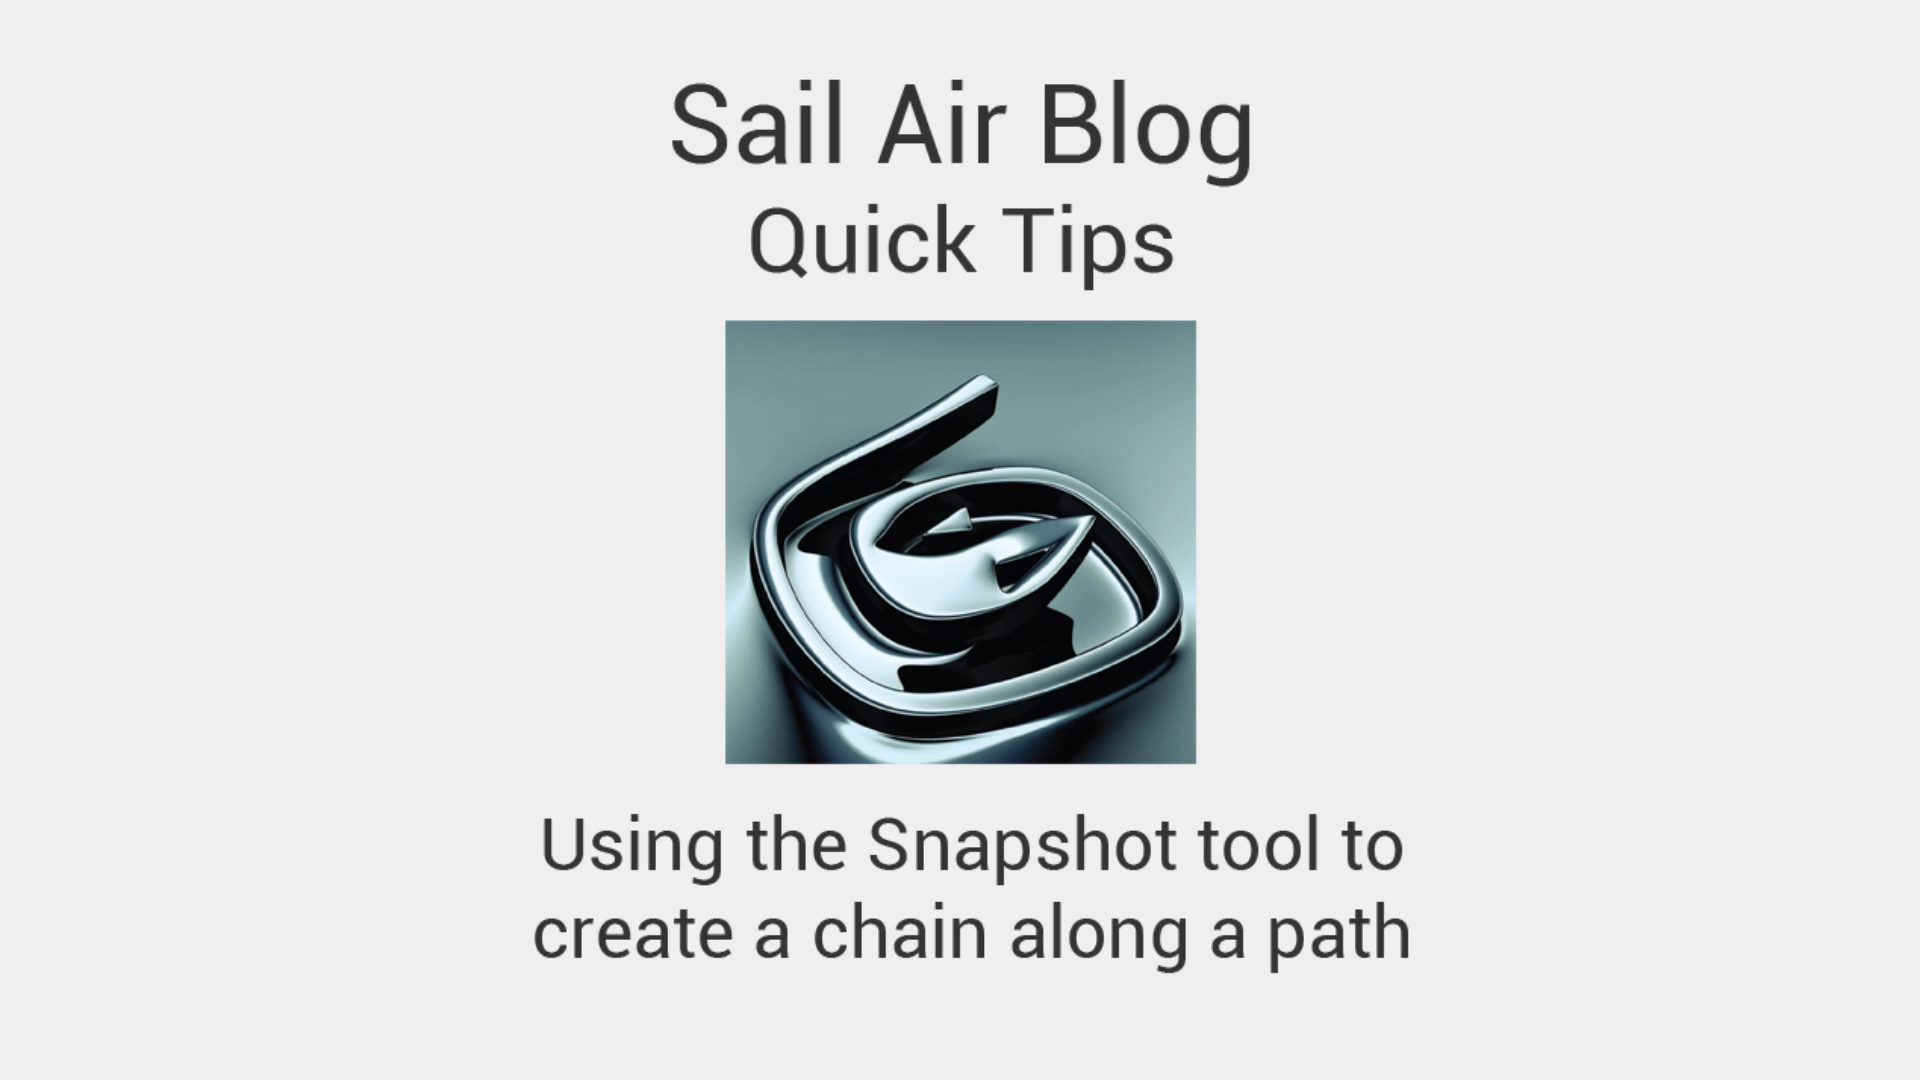 Sail Air Blog
Quick Tips
Using the Snapshot tool to
create a chain along a path